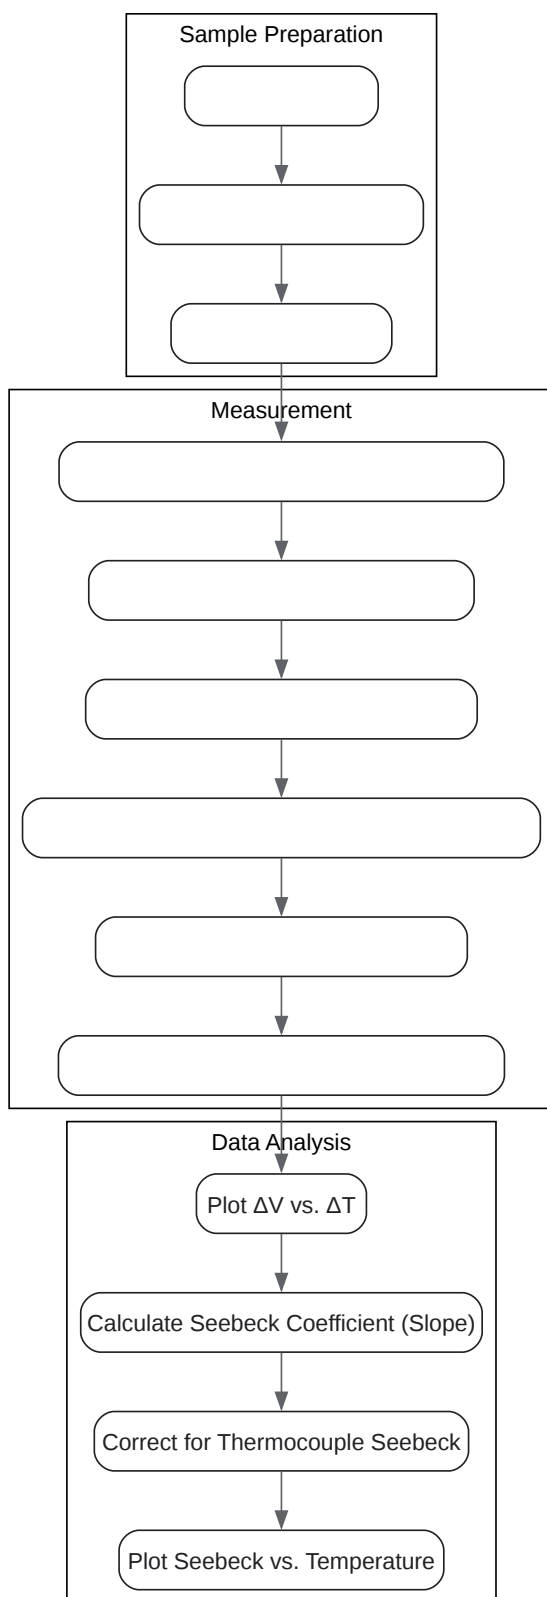 Sample Preparation
Measurement
Data Analysis
Plot ΔV vs. ΔT
Calculate Seebeck Coefficient (Slope)
Correct for Thermocouple Seebeck
Plot Seebeck vs. Temperature